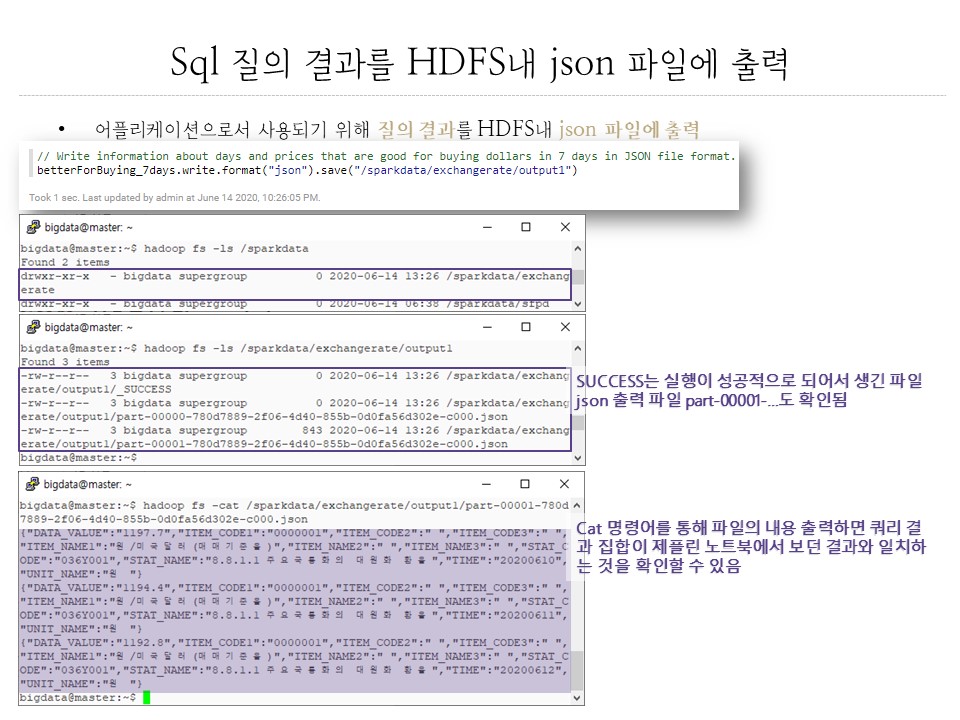 Sql 질의 결과를 HDFS내 json 파일에 출력
• 어플리케이션으로서 사용되기 위해 질의 결과를 HDFS내 json 파일에 출력
// Write information about days and prices that are good for buying dollars in 7 days in JSON file format.
betterForBuying_7days.write.format("json").save("/sparkdata/exchangerate/output1")
Took 1 sec. Last updated by admin at June 14 2020, 10:26:05 PM.
bigdata@master: ~
bigdata@master:~$ hadoop fs -ls /sparkdata
Found 2 items
drwxr-xr-x - bigdata supergroup 0 2020-06-14 13:26 /sparkdata/exchang
erate
drwxr-xr-x - bigdata supergroup 0 2020-06-14 06:38 /sparkdata/sfpd
bigdata@master: ~
bigdata@master:~$ hadoop fs -ls /sparkdata/exchangerate/output1
Found 3 items
-rw-r--r-- 3 bigdata supergroup 0 2020-06-14 13:26 /sparkdata/exchang
erate/output1/_SUCCESS
-rw-r--r-- 3 bigdata supergroup 0 2020-06-14 13:26 /sparkdata/exchang
erate/output1/part-00000-780d7889-2f06-4d40-855b-0d0fa56d302e-c000.json
-rw-r--r-- 3 bigdata supergroup 843 2020-06-14 13:26 /sparkdata/exchang
erate/output1/part-00001-780d7889-2f06-4d40-855b-0d0fa56d302e-c000.json
bigdata@master:~$
SUCCESS는 실행이 성공적으로 되어서 생긴 파일
json 출력 파일 part-00001-...도 확인됨
bigdata@master: ~
bigdata@master:~$ hadoop fs -cat /sparkdata/exchangerate/output1/part-00001-780d
7889-2f06-4d40-855b-0d0fa56d302e-c000.json
{"DATA_VALUE":"1197.7","ITEM_CODE1":"0000001","ITEM_CODE2":" ","ITEM_CODE3":" ",
"ITEM_NAME1":"원/미국달러(매매기준율)","ITEM_NAME2":" ","ITEM_NAME3":" ","STAT_C
ODE":"036Y001","STAT_NAME":"8.8.1.1 주요국통화의 대원화 환율","TIME":"20200610",
"UNIT_NAME":"원 "}
{"DATA_VALUE":"1194.4","ITEM_CODE1":"0000001","ITEM_CODE2":" ","ITEM_CODE3":" ",
"ITEM_NAME1":"원/미국달러(매매기준율)","ITEM_NAME2":" ","ITEM_NAME3":" ","STAT_C
ODE":"036Y001","STAT_NAME":"8.8.1.1 주요국통화의 대원화 환율","TIME":"20200611",
"UNIT_NAME":"원 "}
{"DATA_VALUE":"1192.8","ITEM_CODE1":"0000001","ITEM_CODE2":" ","ITEM_CODE3":" ",
"ITEM_NAME1":"원/미국달러(매매기준율)","ITEM_NAME2":" ","ITEM_NAME3":" ","STAT_C
ODE":"036Y001","STAT_NAME":"8.8.1.1 주요국통화의 대원화 환율","TIME":"20200612",
"UNIT_NAME":"원 "}
bigdata@master:~$
Cat 명령어를 통해 파일의 내용 출력하면 쿼리 결
과 집합이 제플린 노트북에서 보던 결과와 일치하
는 것을 확인할 수 있음